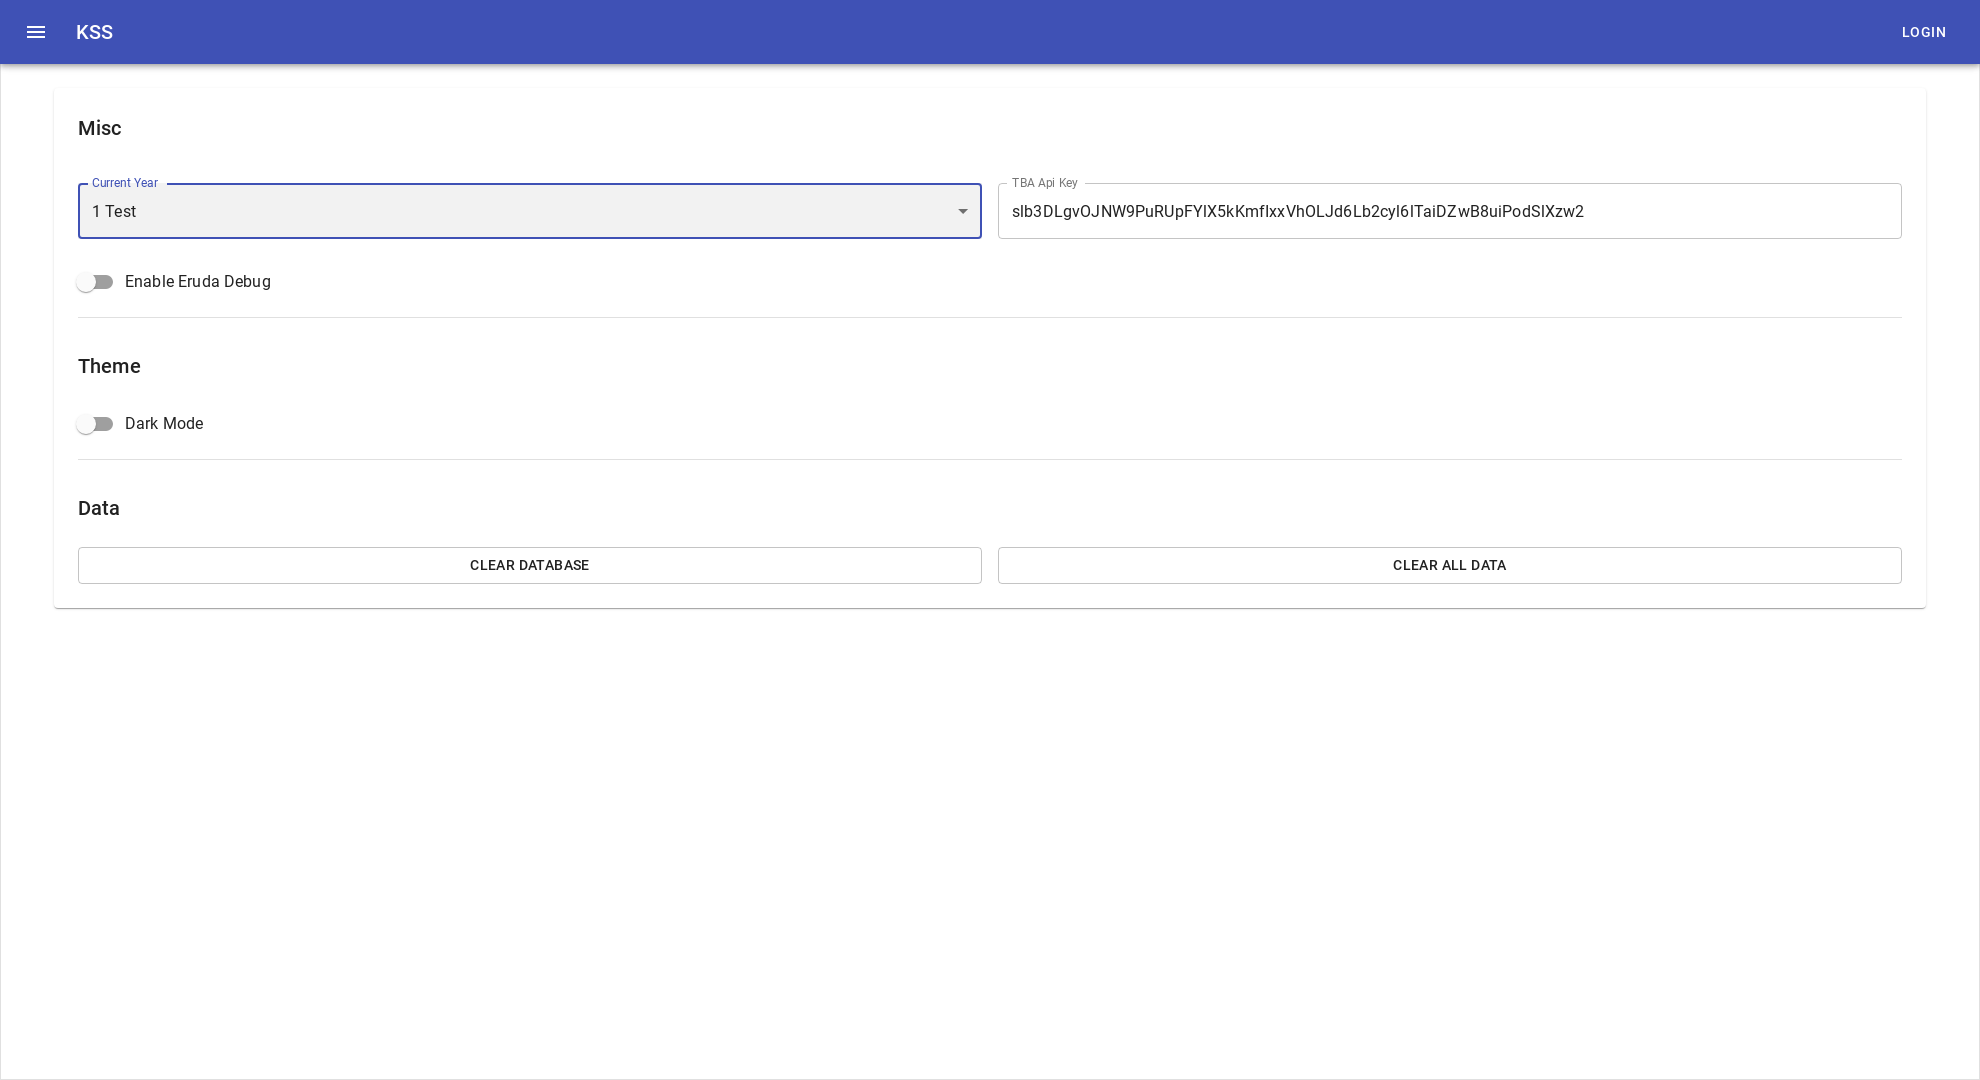 KSS
LOGIN
Misc
Current Year
1 Test
TBA Api Key
slb3DLgvOJNW9PuRUpFYlX5kKmfIxxVhOLJd6Lb2cyl6ITaiDZwB8uiPodSlXzw2
Enable Eruda Debug
Theme
Dark Mode
Data
CLEAR DATABASE
CLEAR ALL DATA